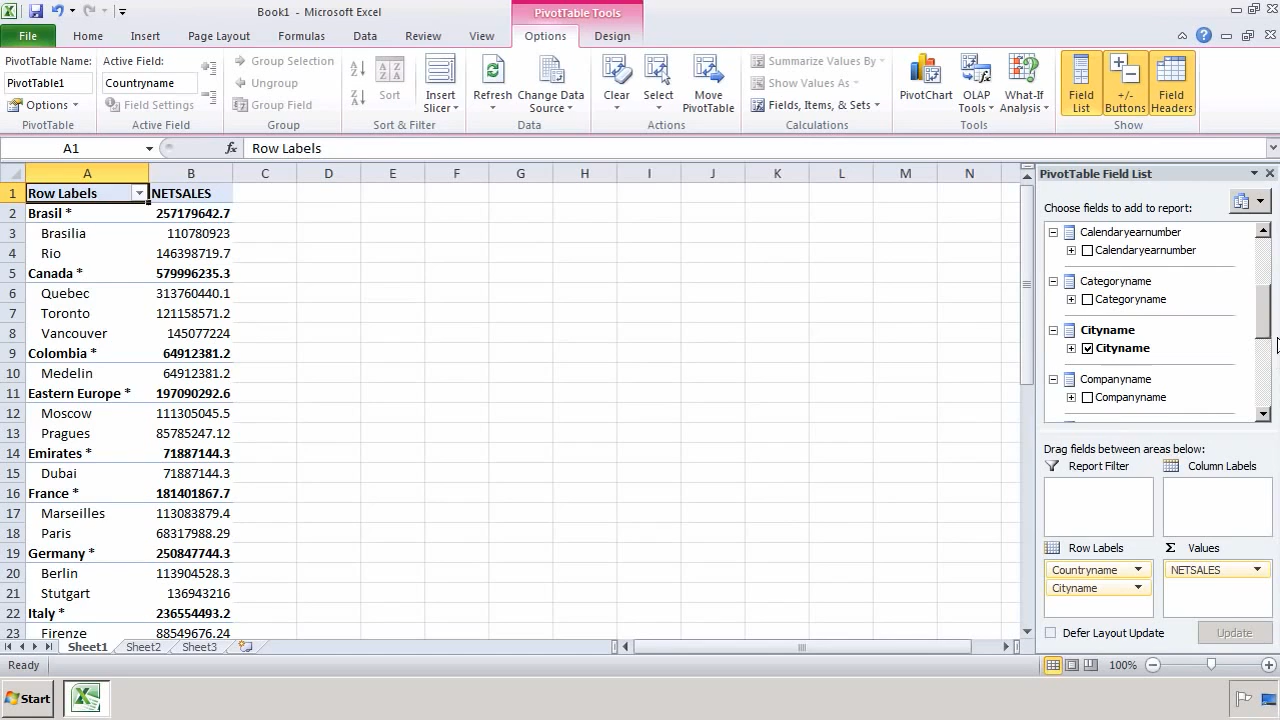 Book1 - Microsoft Excel
PivotTable Tools
File Home Insert Page Layout Formulas Data Review View Options Design
PivotTable Name:
PivotTable1
Options
PivotTable
Active Field:
Countryname
Field Settings
Active Field
Group Selection
Ungroup
Group Field
Group
Sort
Sort & Filter
Insert
Slicer
Refresh
Change Data
Source
Data
Clear
Select
Move
PivotTable
Actions
Summarize Values By
Show Values As
Fields, Items, & Sets
Calculations
PivotChart
OLAP
Tools
What-If
Analysis
Tools
Field
List
+/-
Buttons
Field
Headers
Show
A1 fx Row Labels
A B C D E F G H I J K L M N
1 Row Labels NETSALES
2 Brasil * 257179642.7
3 Brasilia 110780923
4 Rio 146398719.7
5 Canada * 579996235.3
6 Quebec 313760440.1
7 Toronto 121158571.2
8 Vancouver 145077224
9 Colombia * 64912381.2
10 Medelin 64912381.2
11 Eastern Europe * 197090292.6
12 Moscow 111305045.5
13 Pragues 85785247.12
14 Emirates * 71887144.3
15 Dubai 71887144.3
16 France * 181401867.7
17 Marseilles 113083879.4
18 Paris 68317988.29
19 Germany * 250847744.3
20 Berlin 113904528.3
21 Stutgart 136943216
22 Italy * 236554493.2
23 Firenze 88549676.24
PivotTable Field List
Choose fields to add to report:
Calendaryearnumber
Calendaryearnumber
Categoryname
Categoryname
Cityname
Cityname
Companyname
Companyname
Drag fields between areas below:
Report Filter Column Labels
Row Labels Σ Values
Countryname NETSALES
Cityname
Defer Layout Update Update
Sheet1 Sheet2 Sheet3
Ready 100%
Start